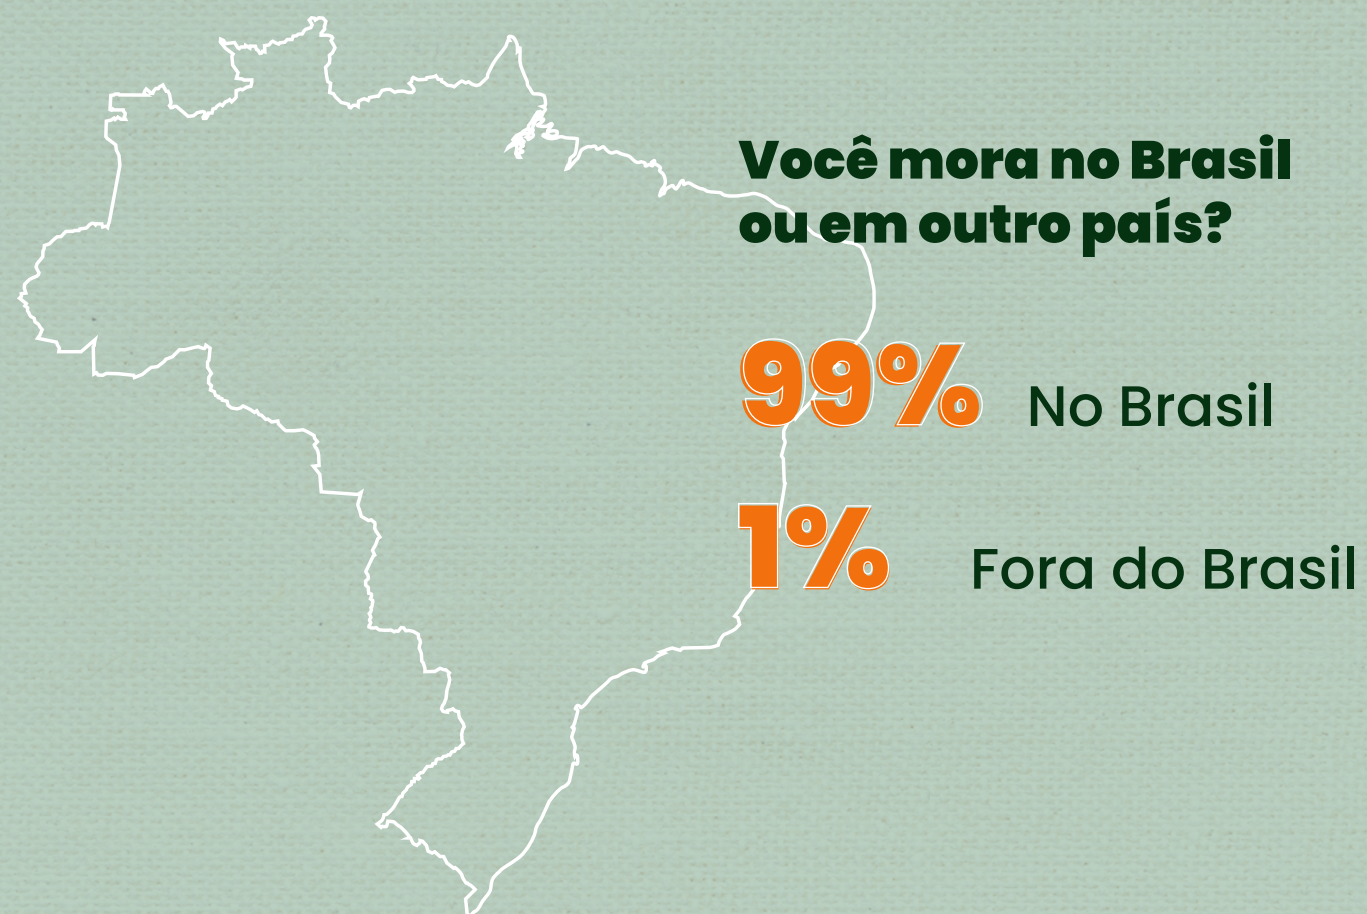 Você mora no Brasil
ou em outro país?
99% No Brasil
1% Fora do Brasil